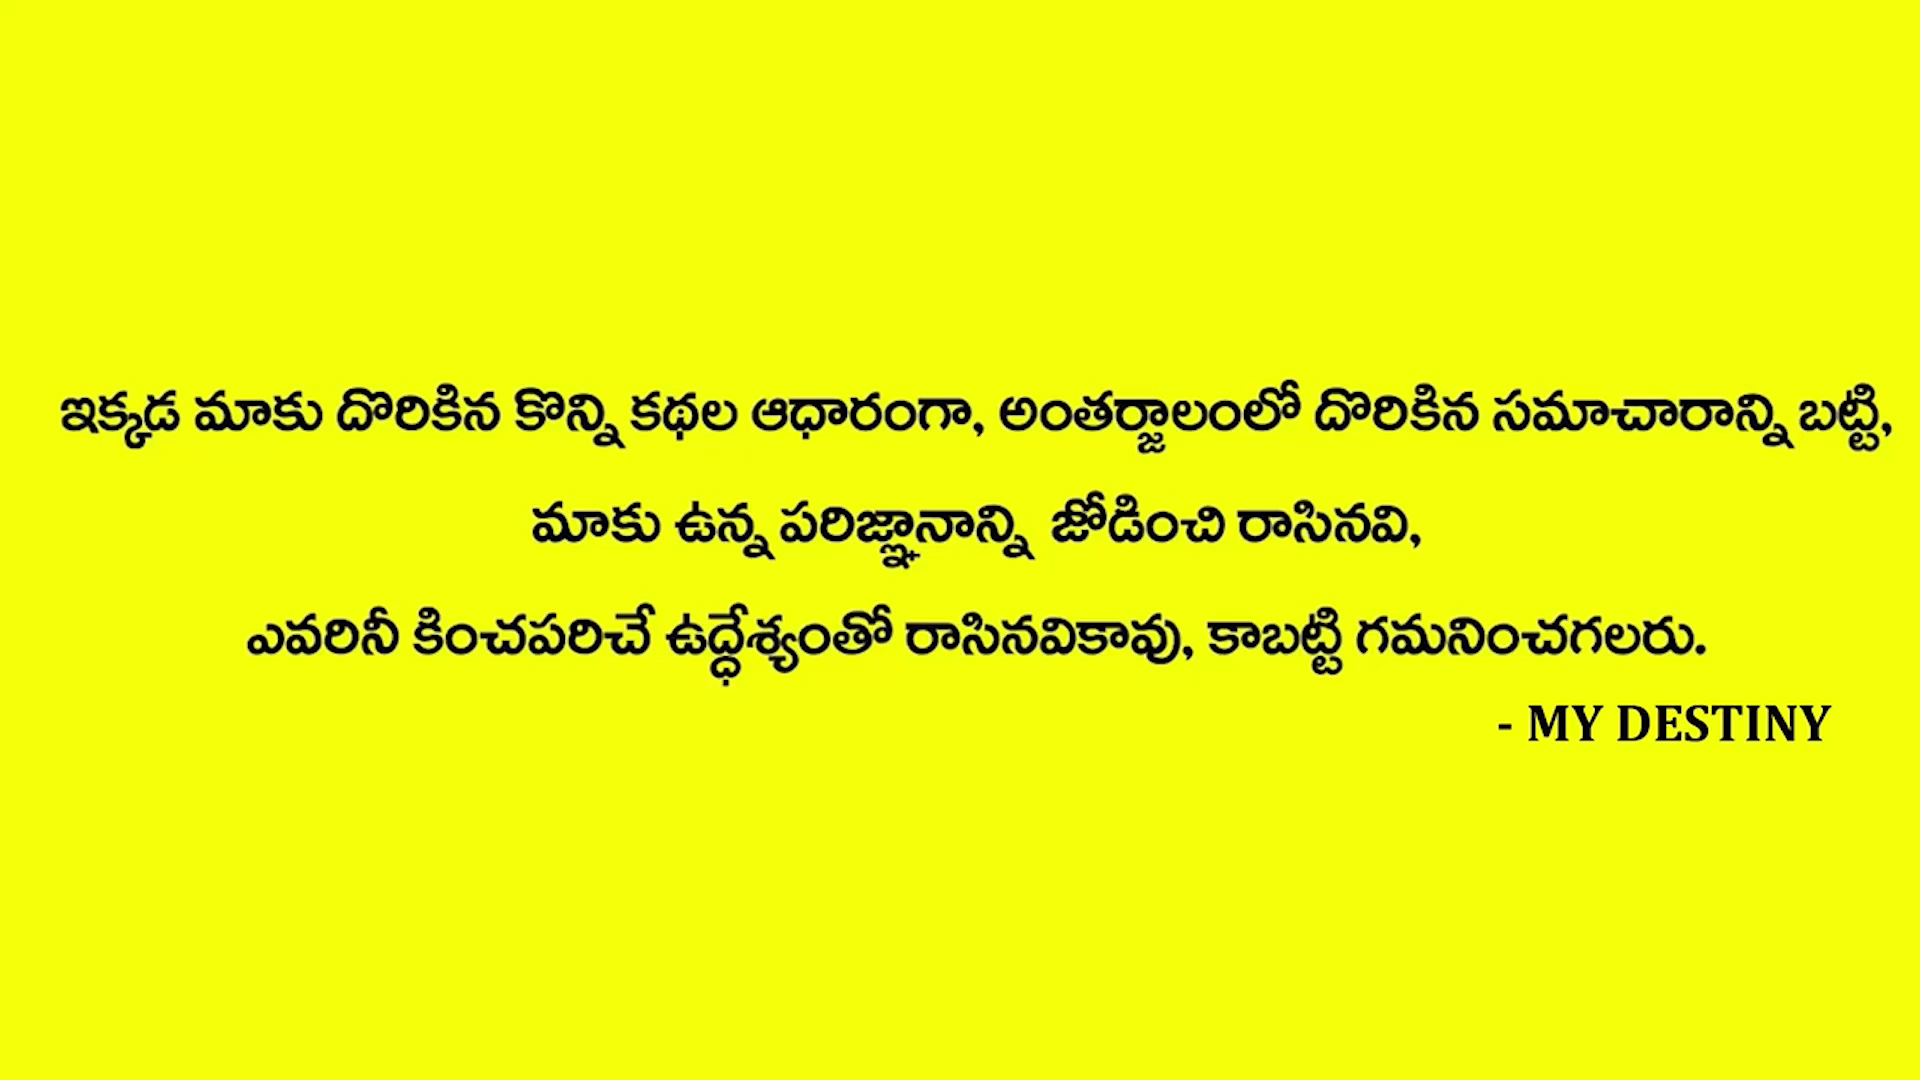 ఇక్కడ మాకు దొరికిన కొన్ని కథల ఆధారంగా, అంతర్జాలంలో దొరికిన సమాచారాన్ని బట్టి,
మాకు ఉన్న పరిజ్ఞానాన్ని జోడించి రాసినవి,
ఎవరినీ కించపరిచే ఉద్ధేశ్యంతో రాసినవికావు, కాబట్టి గమనించగలరు.
- MY DESTINY